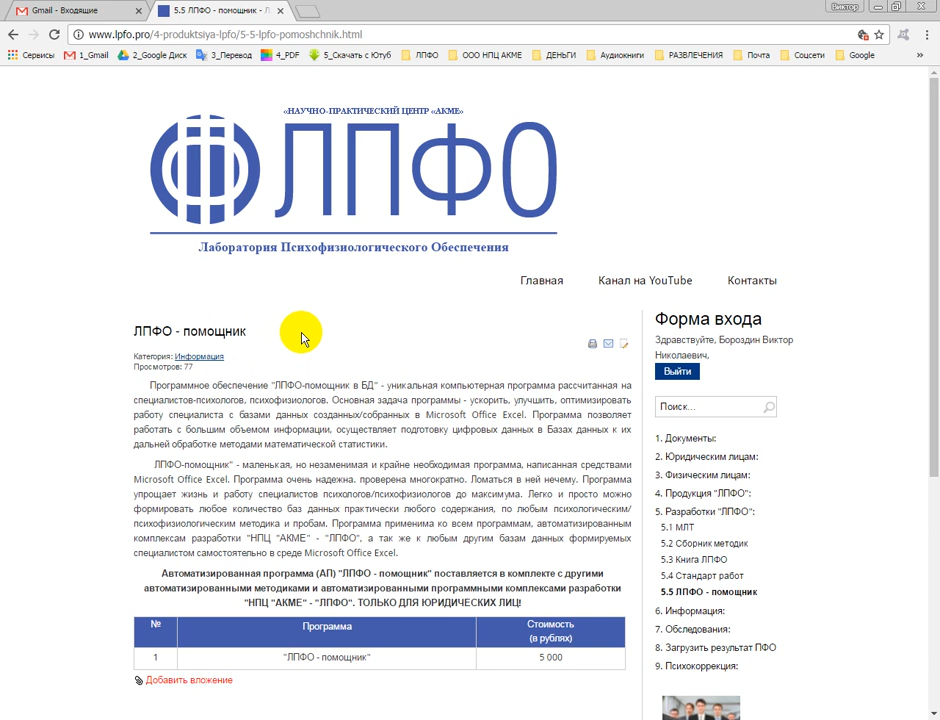 Gmail - Входящие
5.5 ЛПФО - помощник - Л
Виктор
www.lpfo.pro/4-produktsiya-lpfo/5-5-lpfo-pomoshchnik.html
Сервисы
1_Gmail
2_Google Диск
3_Перевод
4_PDF
5_Скачать с Ютуб
ЛПФО
ООО НПЦ АКМЕ
ДЕНЬГИ
Аудиокниги
РАЗВЛЕЧЕНИЯ
Почта
Соцсети
Google
»
«НАУЧНО-ПРАКТИЧЕСКИЙ ЦЕНТР «АКМЕ»
ЛПФО
Лаборатория Психофизиологического Обеспечения
Главная
Канал на YouTube
Контакты
ЛПФО - помощник
Категория: Информация
Просмотров: 77
Программное обеспечение "ЛПФО-помощник в БД" - уникальная компьютерная программа рассчитанная на
специалистов-психологов, психофизиологов. Основная задача программы - ускорить, улучшить, оптимизировать
работу специалиста с базами данных созданных/собранных в Microsoft Office Excel. Программа позволяет
работать с большим объемом информации, осуществляет подготовку цифровых данных в Базах данных к их
дальней обработке методами математической статистики.
ЛПФО-помощник" - маленькая, но незаменимая и крайне необходимая программа, написанная средствами
Microsoft Office Excel. Программа очень надежна. проверена многократно. Ломаться в ней нечему. Программа
упрощает жизнь и работу специалистов психологов/психофизиологов до максимума. Легко и просто можно
формировать любое количество баз данных практически любого содержания, по любым психологическим/
психофизиологическим методика и пробам. Программа применима ко всем программам, автоматизированным
комплексам разработки "НПЦ "АКМЕ" - "ЛПФО", а так же к любым другим базам данных формируемых
специалистом самостоятельно в среде Microsoft Office Excel.
Автоматизированная программа (АП) "ЛПФО - помощник" поставляется в комплекте с другими
автоматизированными методиками и автоматизированными программными комплексами разработки
"НПЦ "АКМЕ" - "ЛПФО". ТОЛЬКО ДЛЯ ЮРИДИЧЕСКИХ ЛИЦ!
№
Программа
Стоимость
(в рублях)
1
"ЛПФО - помощник"
5 000
Добавить вложение
Форма входа
Здравствуйте, Бороздин Виктор
Николаевич,
Выйти
Поиск...
1. Документы:
2. Юридическим лицам:
3. Физическим лицам:
4. Продукция "ЛПФО":
5. Разработки "ЛПФО":
5.1 МЛТ
5.2 Сборник методик
5.3 Книга ЛПФО
5.4 Стандарт работ
5.5 ЛПФО - помощник
6. Информация:
7. Обследования:
8. Загрузить результат ПФО
9. Психокоррекция: